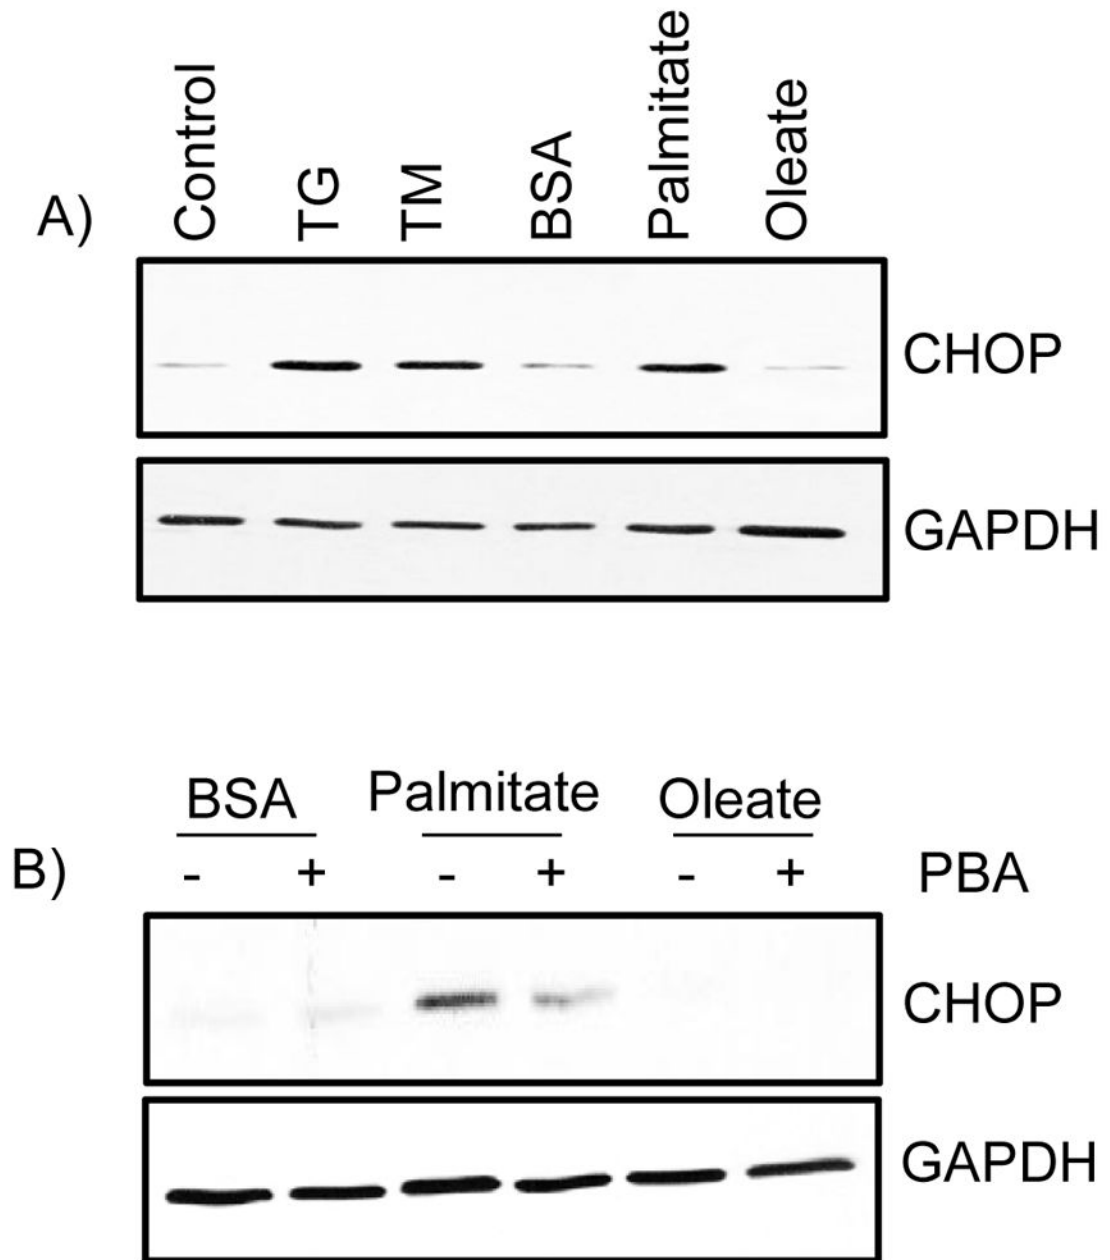 A)
Control TG TM BSA Palmitate Oleate
CHOP
GAPDH
BSA Palmitate Oleate
B) - + - + - + PBA
CHOP
GAPDH